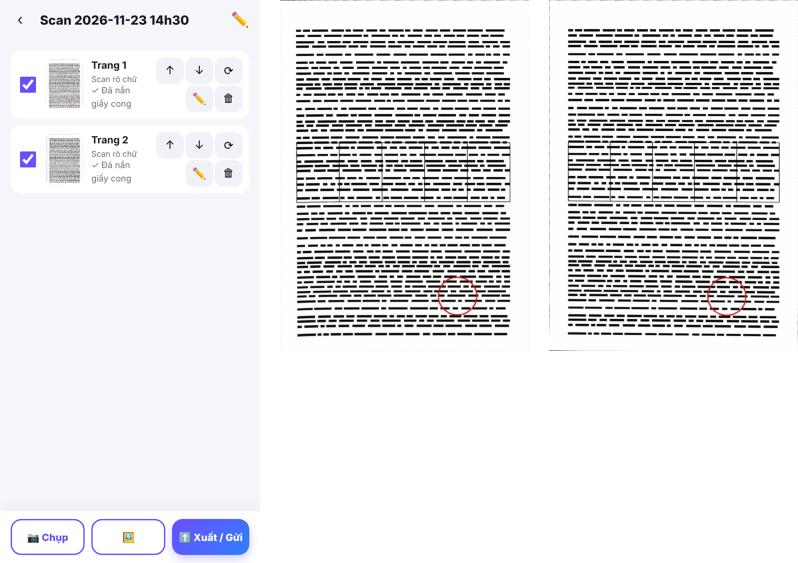 Scan 2026-11-23 14h30
Trang 1
Scan rõ chữ
✓ Đã nắn
giấy cong
Trang 2
Scan rõ chữ
✓ Đã nắn
giấy cong
Chụp
Xuất / Gửi